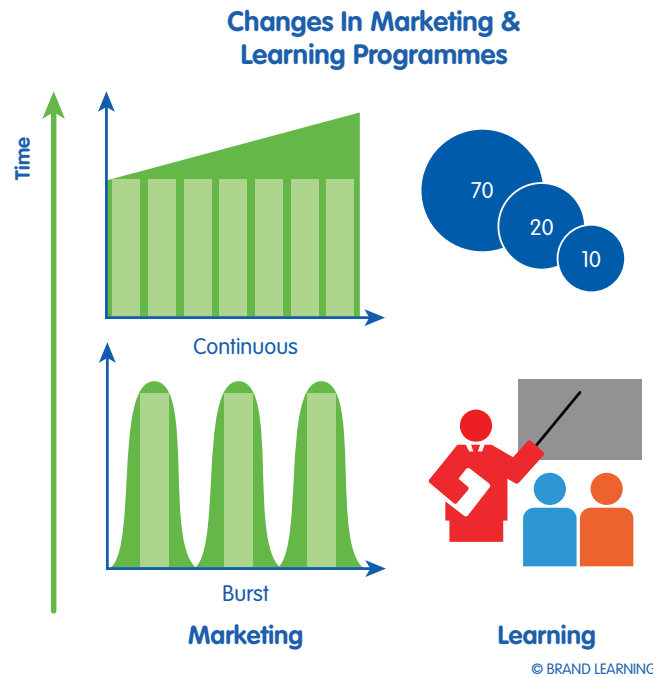 Changes In Marketing &
Learning Programmes
Time
70
20
10
Continuous
Burst
Marketing
Learning
© BRAND LEARNING